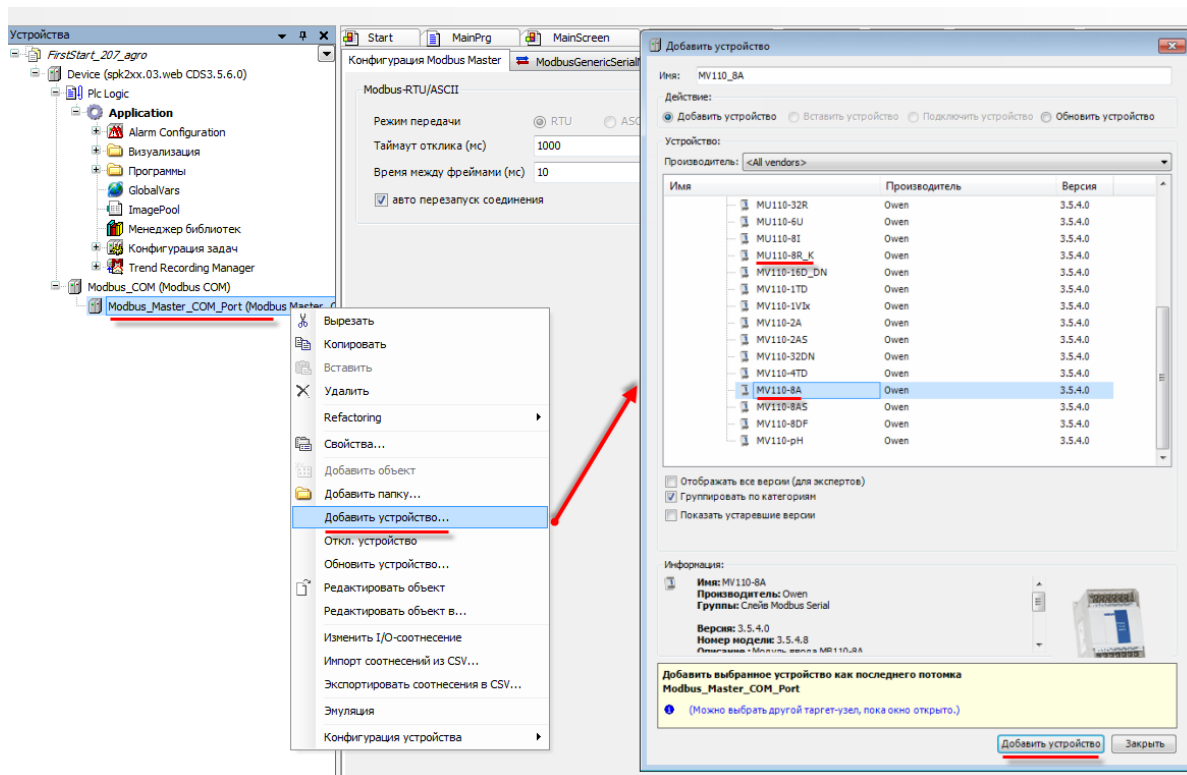 Устройства
FirstStart_207_agro
Device (spk2xx.03.web CDS3.5.6.0)
Plc Logic
Application
Alarm Configuration
Визуализация
Программы
GlobalVars
ImagePool
Менеджер библиотек
Конфигурация задач
Trend Recording Manager
Modbus_COM (Modbus COM)
Modbus_Master_COM_Port (Modbus Master_C
Вырезать
Копировать
Вставить
Удалить
Refactoring
Свойства...
Добавить объект
Добавить папку...
Добавить устройство...
Откл. устройство
Обновить устройство...
Редактировать объект
Редактировать объект в...
Изменить I/O-соотнесение
Импорт соотнесений из CSV...
Экспортировать соотнесения в CSV...
Эмуляция
Конфигурация устройства
Start MainPrg MainScreen
Конфигурация Modbus Master ModbusGenericSerialM
Modbus-RTU/ASCII
Режим передачи RTU ASC
Таймаут отклика (мс) 1000
Время между фреймами (мс) 10
авто перезапуск соединения
Добавить устройство
Имя: MV110_8A
Действие:
Добавить устройство Вставить устройство Подключить устройство Обновить устройство
Устройство:
Производитель: <All vendors>
Имя Производитель Версия
MU110-32R Owen 3.5.4.0
MU110-6U Owen 3.5.4.0
MU110-8I Owen 3.5.4.0
MU110-8R_K Owen 3.5.4.0
MV110-16D_DN Owen 3.5.4.0
MV110-1TD Owen 3.5.4.0
MV110-1VIx Owen 3.5.4.0
MV110-2A Owen 3.5.4.0
MV110-2AS Owen 3.5.4.0
MV110-32DN Owen 3.5.4.0
MV110-4TD Owen 3.5.4.0
MV110-8A Owen 3.5.4.0
MV110-8AS Owen 3.5.4.0
MV110-8DF Owen 3.5.4.0
MV110-pH Owen 3.5.4.0
Отображать все версии (для экспертов)
Группировать по категориям
Показать устаревшие версии
Информация:
Имя: MV110-8A
Производитель: Owen
Группы: Слейв Modbus Serial
Версия: 3.5.4.0
Номер модели: 3.5.4.8
Описание : Модуль ввода МВ110-8А
Добавить выбранное устройство как последнего потомка
Modbus_Master_COM_Port
(Можно выбрать другой таргет-узел, пока окно открыто.)
Добавить устройство Закрыть